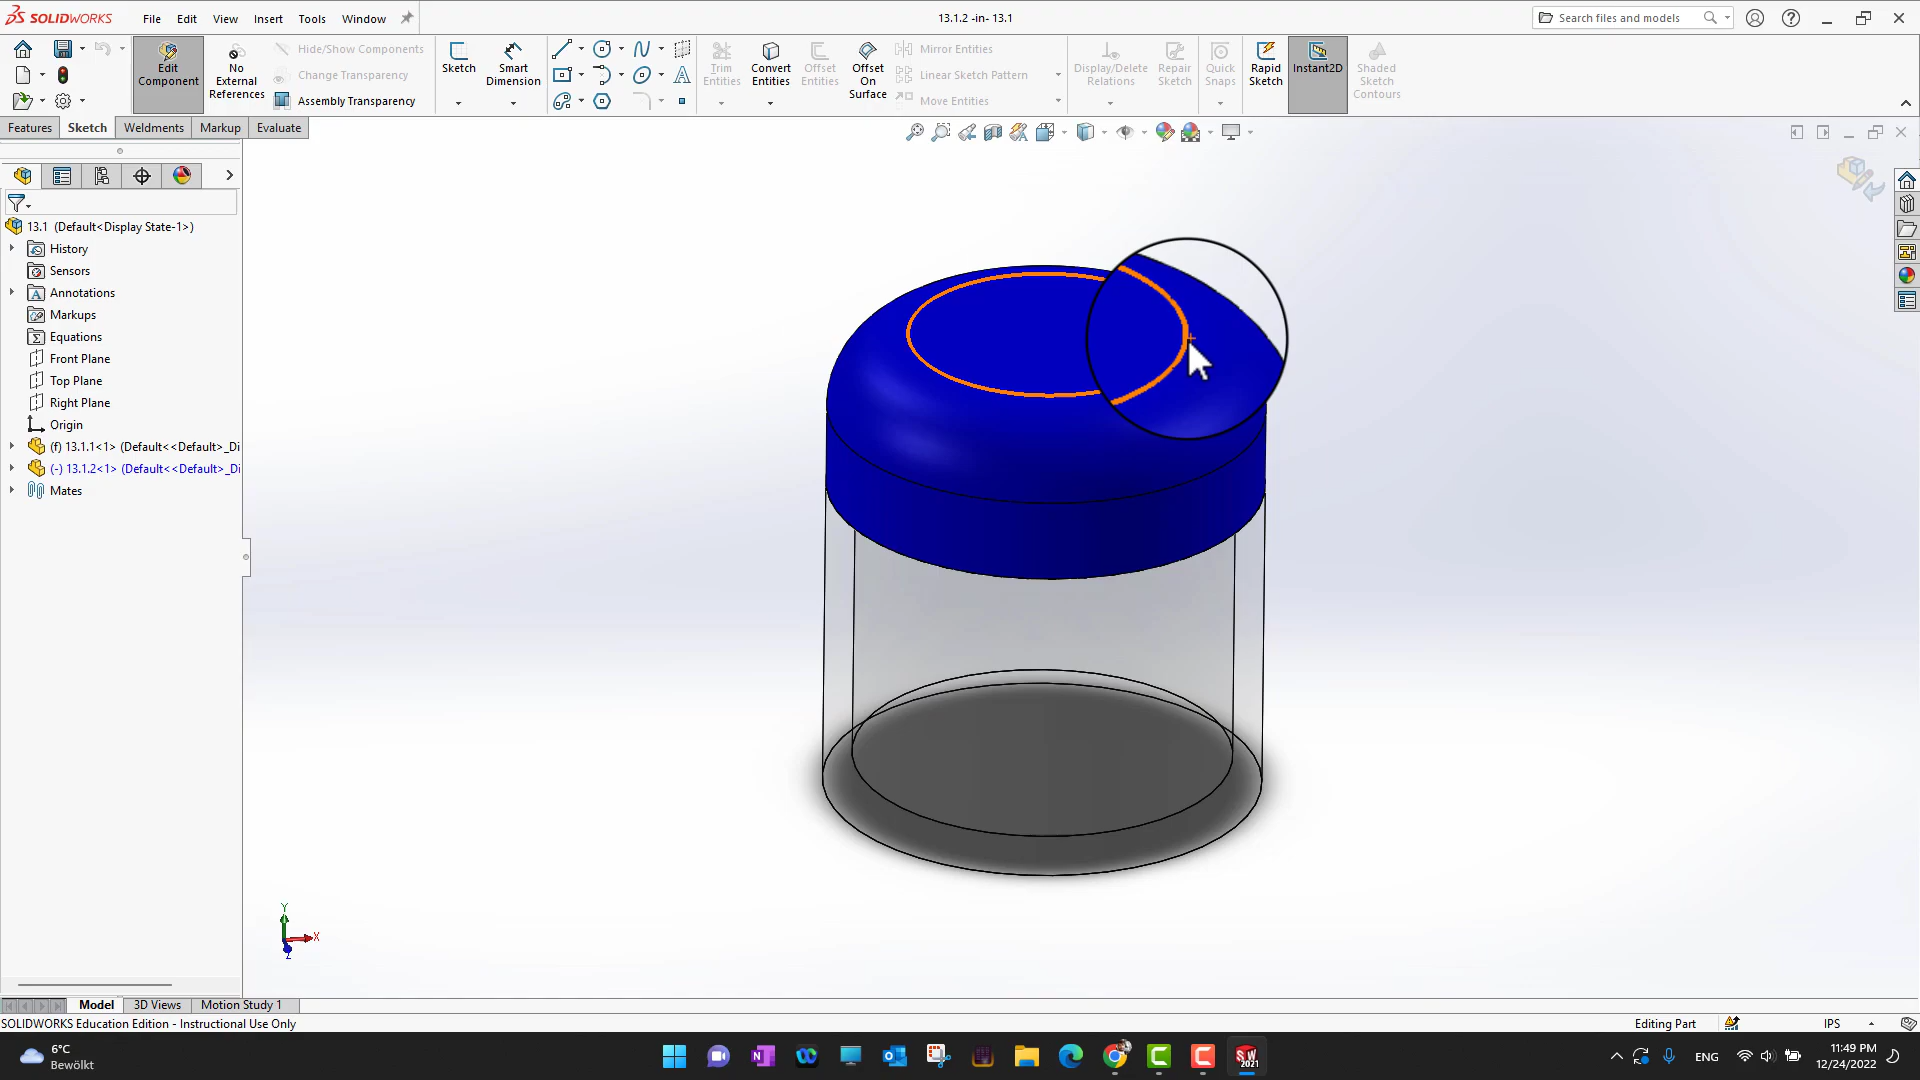 SOLIDWORKS
File
Edit
View
Insert
Tools
Window
13.1.2 -in- 13.1
Search files and models
Edit
Component
No
External
References
Hide/Show Components
Change Transparency
Assembly Transparency
Sketch
Smart
Dimension
Trim
Entities
Convert
Entities
Offset
Entities
Offset
On
Surface
Mirror Entities
Linear Sketch Pattern
Move Entities
Display/Delete
Relations
Repair
Sketch
Quick
Snaps
Rapid
Sketch
Instant2D
Shaded
Sketch
Contours
Features
Sketch
Weldments
Markup
Evaluate
13.1 (Default<Display State-1>)
History
Sensors
Annotations
Markups
Equations
Front Plane
Top Plane
Right Plane
Origin
(f) 13.1.1<1> (Default<<Default>_Di
(-) 13.1.2<1> (Default<<Default>_Di
Mates
Y
X
Z
Model
3D Views
Motion Study 1
SOLIDWORKS Education Edition - Instructional Use Only
Editing Part
IPS
6°C
Bewölkt
SW
2021
ENG
11:49 PM
12/24/2022